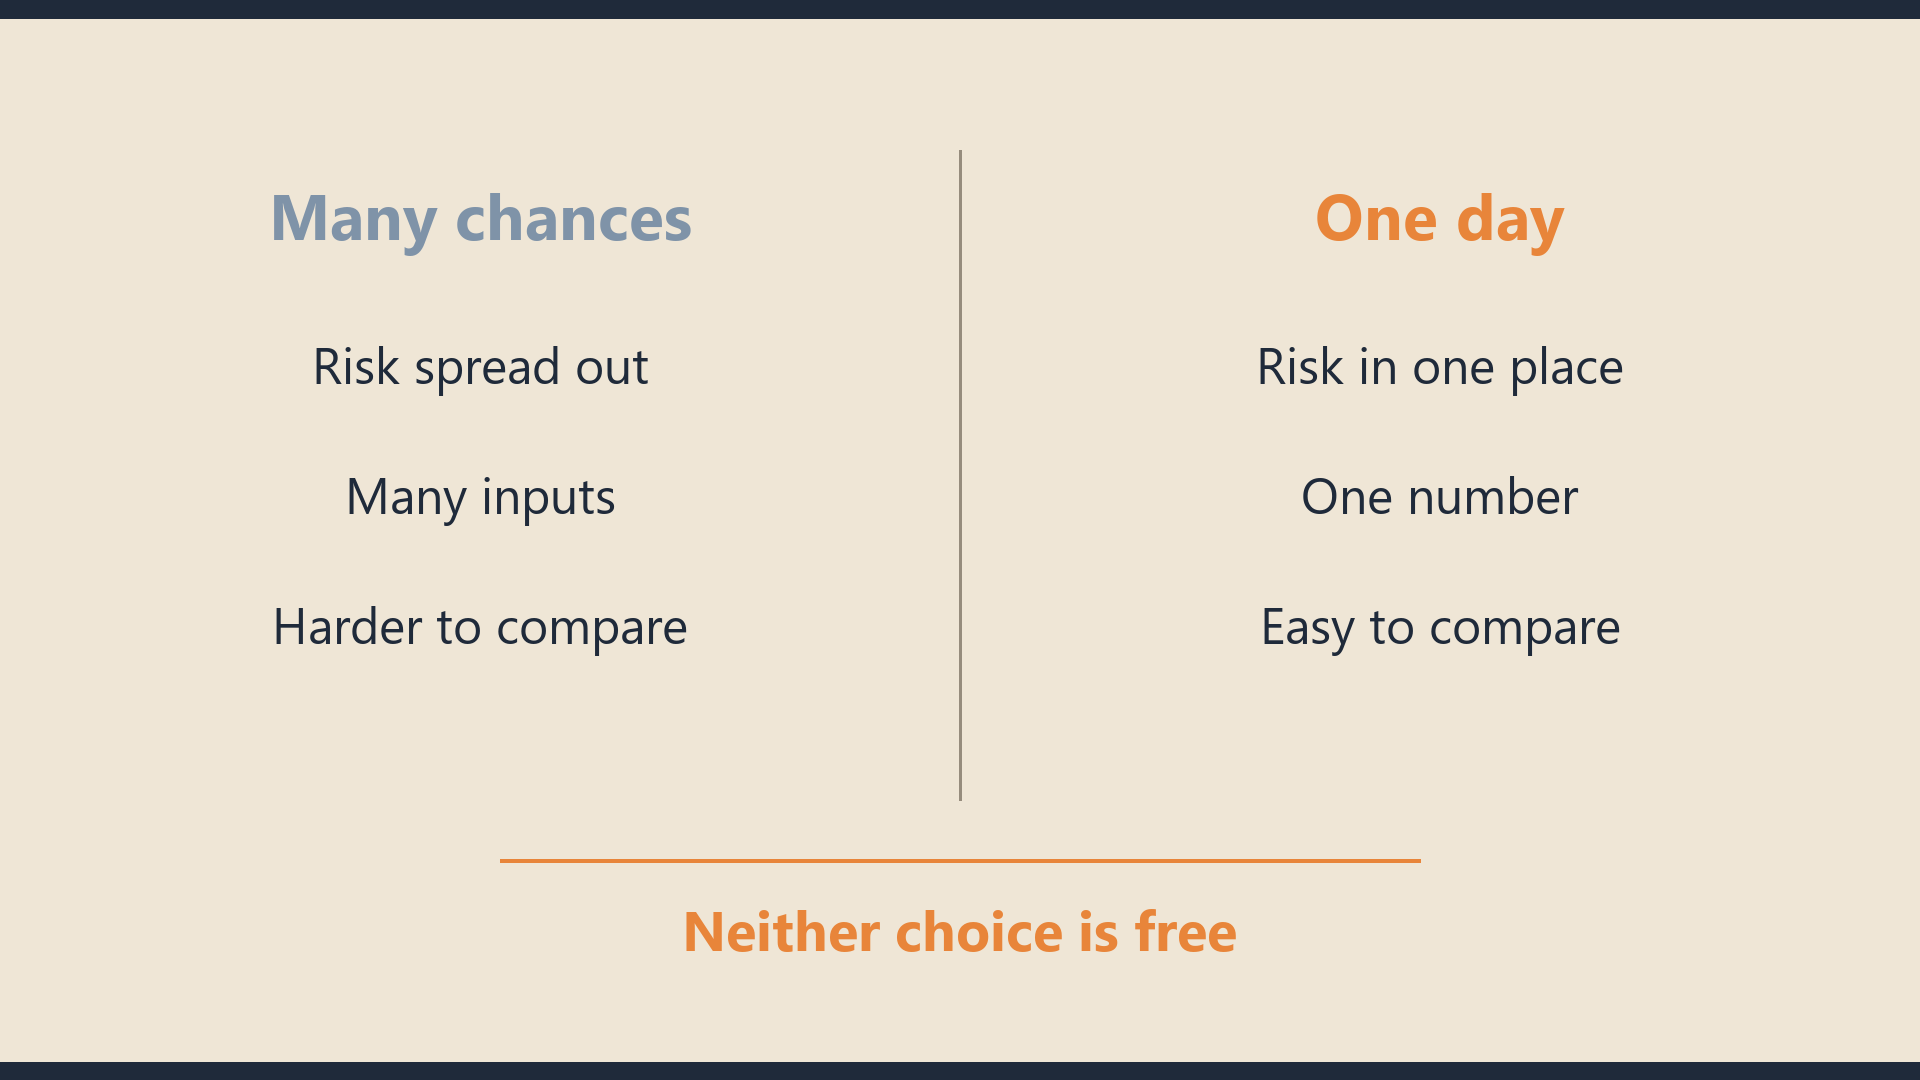 Many chances
Risk spread out
Many inputs
Harder to compare
One day
Risk in one place
One number
Easy to compare
Neither choice is free